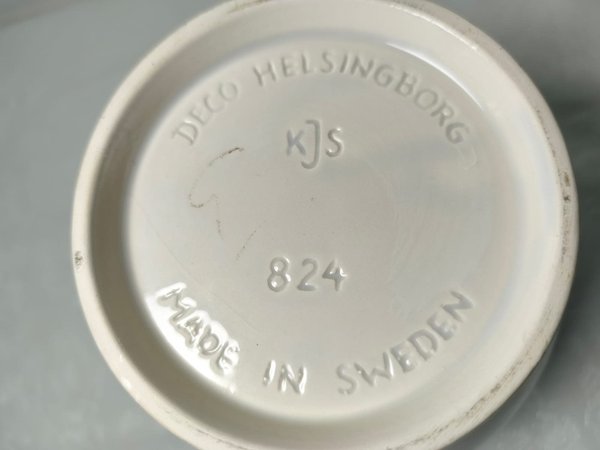 DECO HELSINGBORG
KJS
824
MADE IN SWEDEN